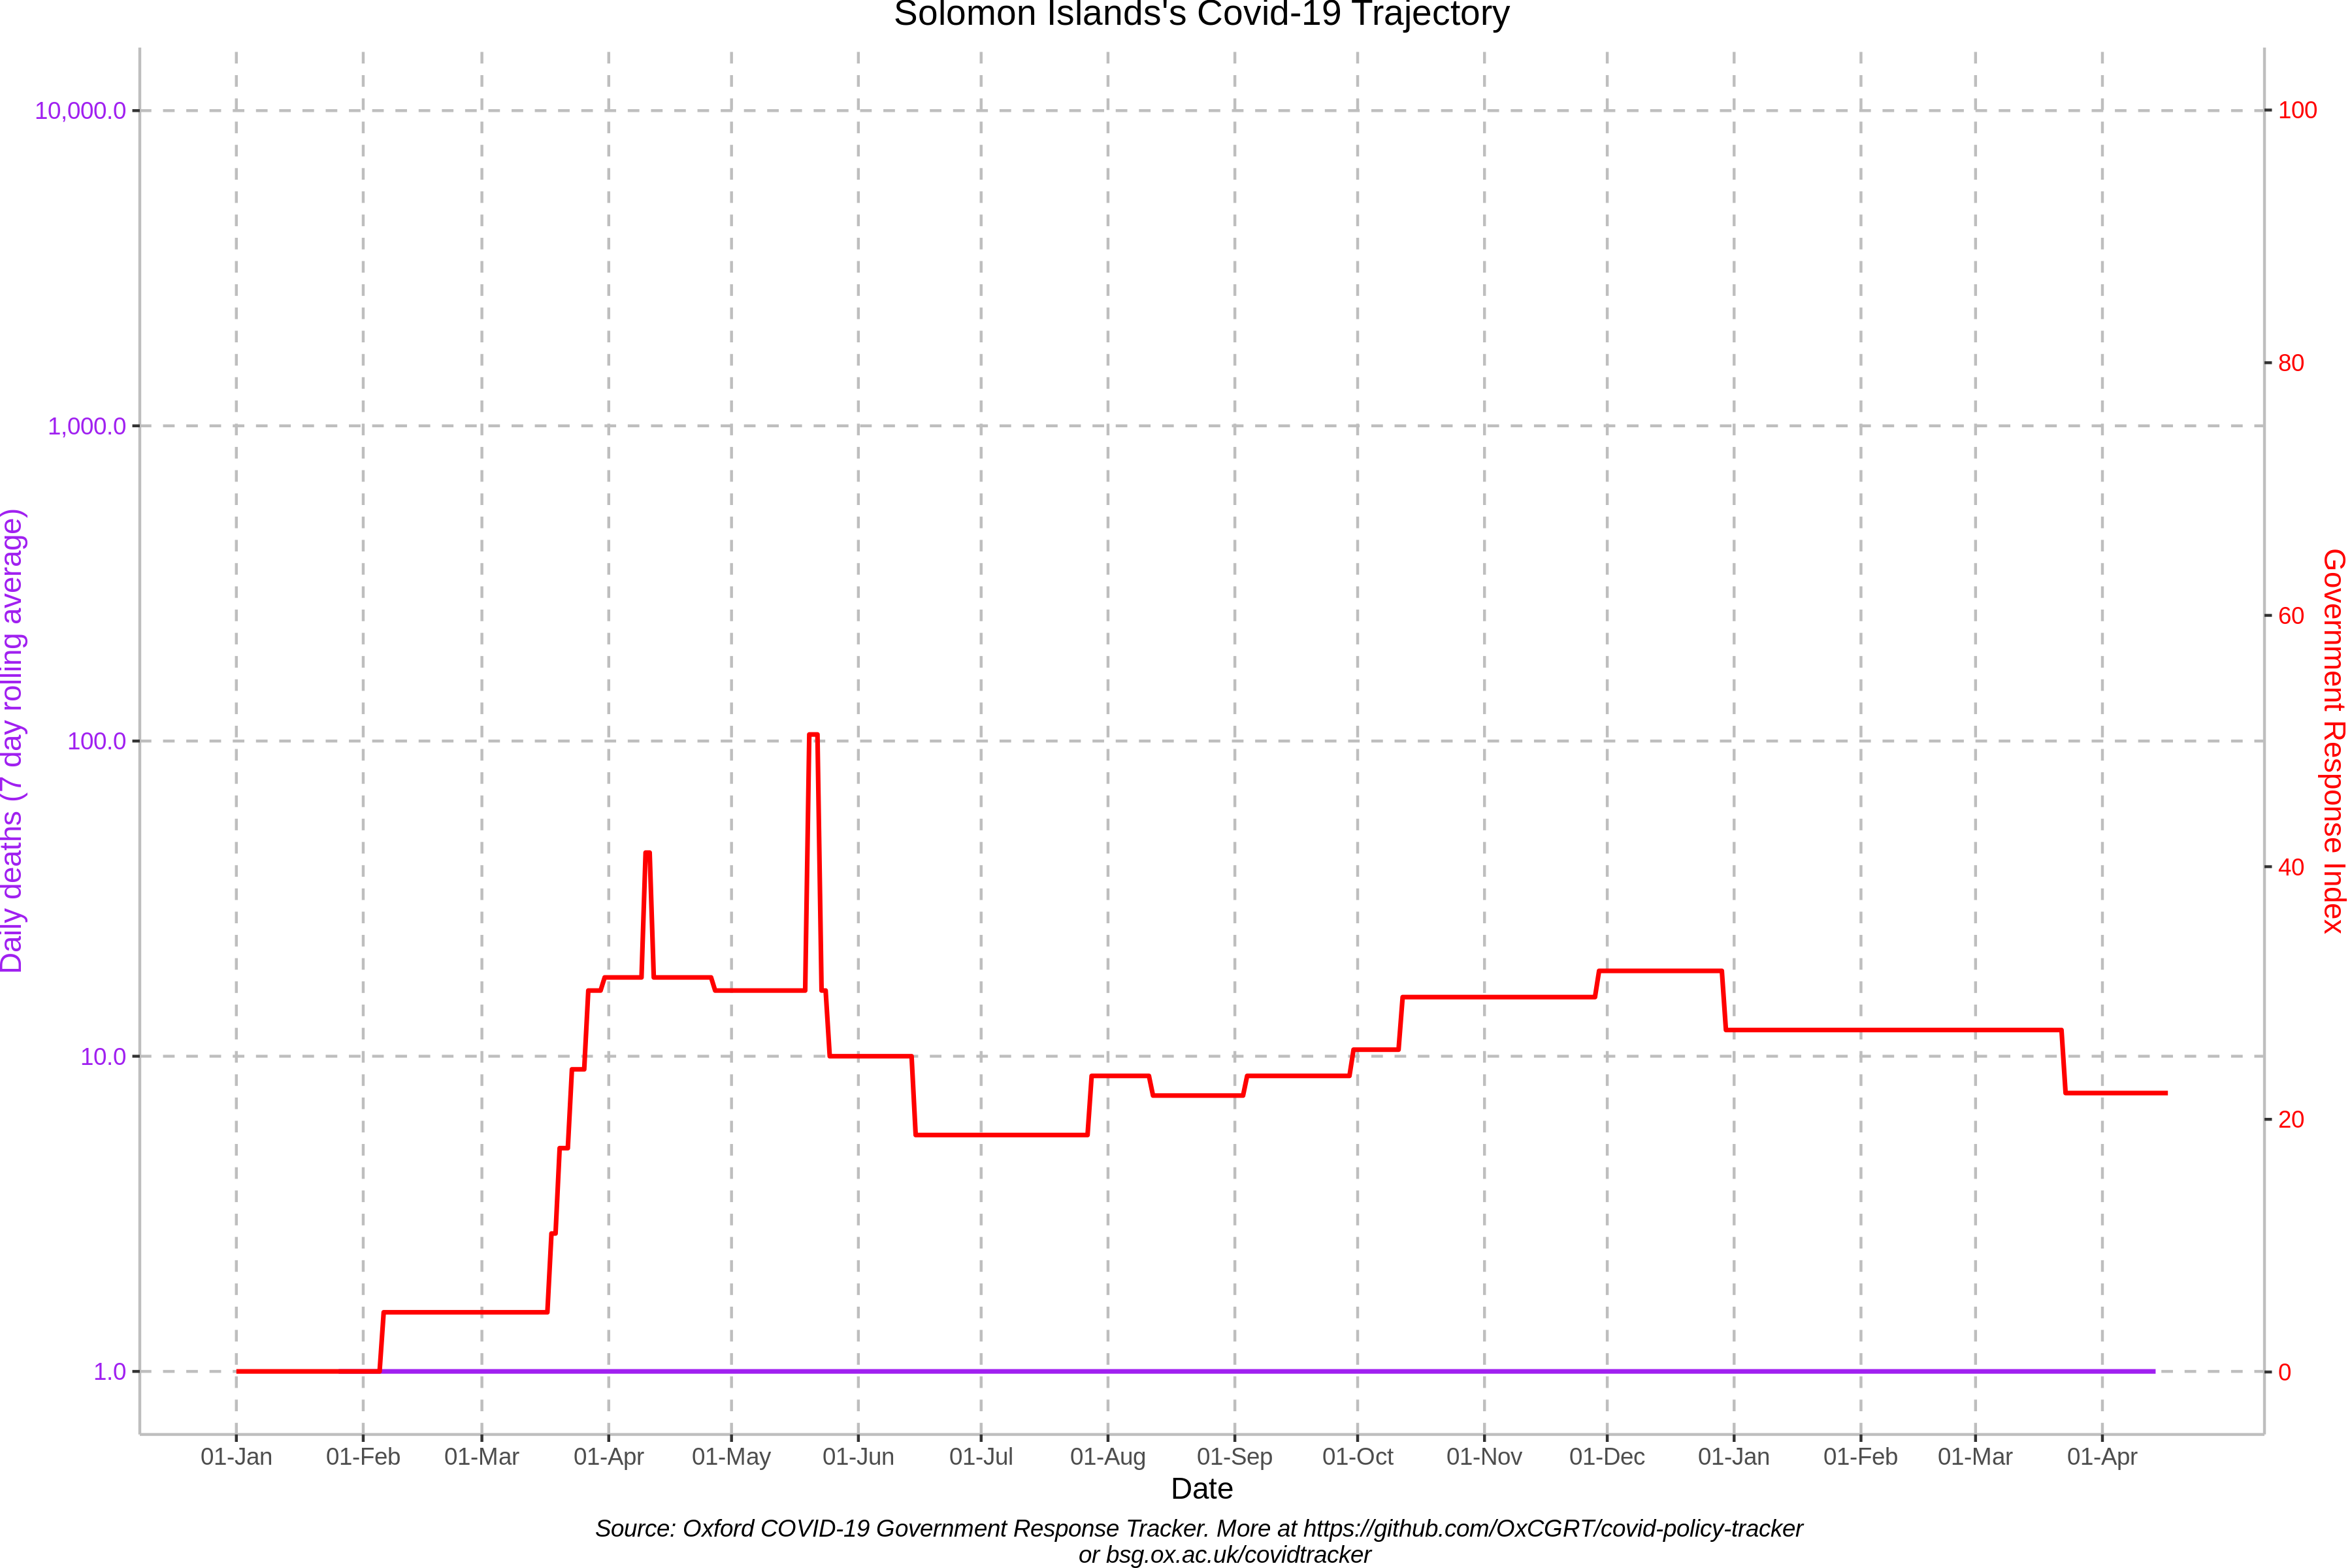 Solomon Islands's Covid-19 Trajectory
Daily deaths (7 day rolling average)
10,000.0
1,000.0
100.0
10.0
1.0
100
80
60
40
20
0
Government Response Index
01-Jan 01-Feb 01-Mar 01-Apr 01-May 01-Jun 01-Jul 01-Aug 01-Sep 01-Oct 01-Nov 01-Dec 01-Jan 01-Feb 01-Mar 01-Apr
Date
Source: Oxford COVID-19 Government Response Tracker. More at https://github.com/OxCGRT/covid-policy-tracker
or bsg.ox.ac.uk/covidtracker